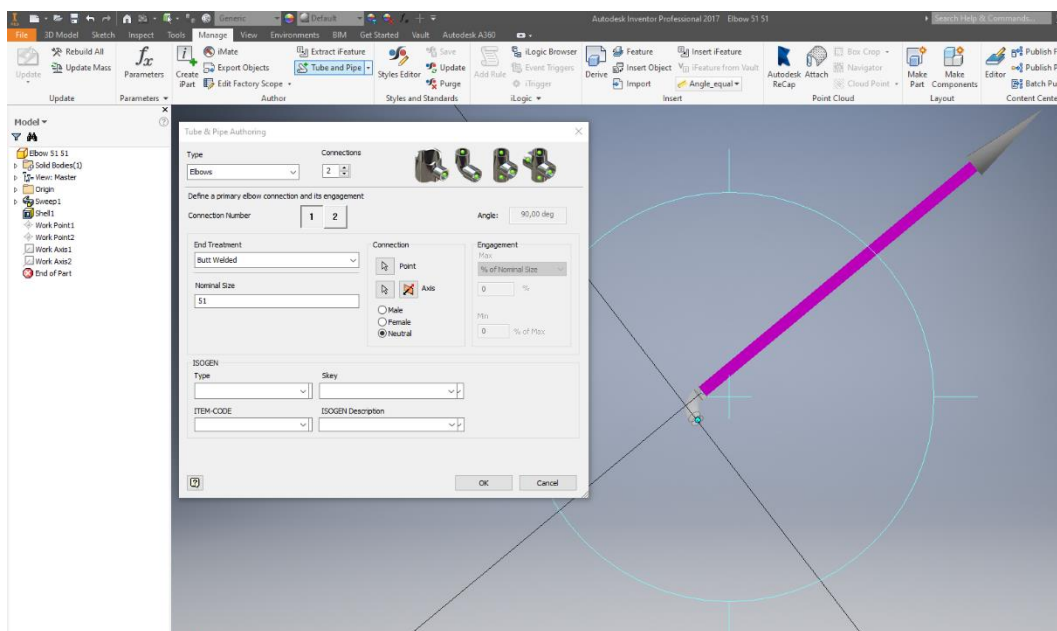 Generic Default Autodesk Inventor Professional 2017 Elbow 51 51 Search Help & Commands...
File 3D Model Sketch Inspect Tools Manage View Environments BIM Get Started Vault Autodesk A360
Update
Rebuild All
Update Mass
Update
fx
Parameters
Parameters
Create iPart
iMate
Export Objects
Edit Factory Scope
Extract iFeature
Tube and Pipe
Author
Styles Editor
Save
Update
Purge
Styles and Standards
Add Rule
iLogic Browser
Event Triggers
iTrigger
iLogic
Derive
Feature
Insert Object
Import
Insert iFeature
iFeature from Vault
Angle_equal
Insert
Autodesk ReCap
Attach
Box Crop
Navigator
Cloud Point
Point Cloud
Make Part
Make Components
Layout
Editor
Publish
Publish
Batch Pu
Content Cente
Model
Elbow 51 51
Solid Bodies(1)
View: Master
Origin
Sweep1
Shell1
Work Point1
Work Point2
Work Axis1
Work Axis2
End of Part
Tube & Pipe Authoring
Type Connections
Elbows 2
Define a primary elbow connection and its engagement
Connection Number 1 2 Angle: 90,00 deg
End Treatment
Butt Welded
Nominal Size
51
Connection
Point
Axis
Male
Female
Neutral
Engagement
Max
% of Nominal Size
0 %
Min
0 % of Max
ISOGEN
Type Skey
ITEM-CODE ISOGEN Description
OK Cancel